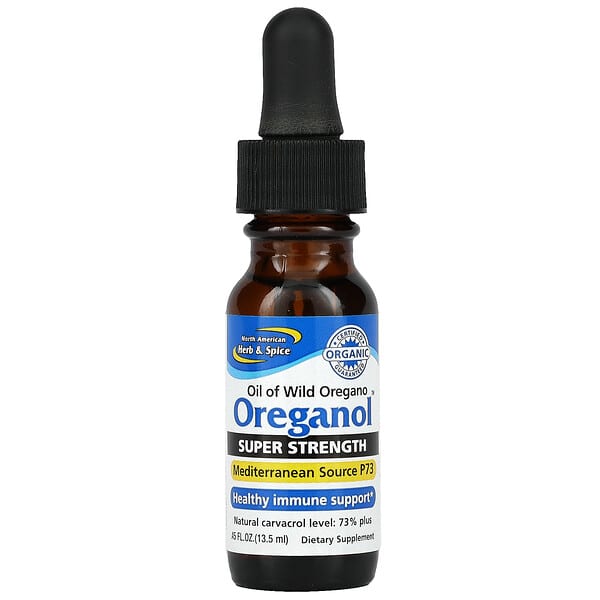 North American
Herb & Spice
CERTIFIED
ORGANIC
GUARANTEED
Oil of Wild Oregano
Oreganol™
SUPER STRENGTH
Mediterranean Source P73
Healthy immune support*
Natural carvacrol level: 73% plus
.45 FL.OZ.(13.5 ml) Dietary Supplement